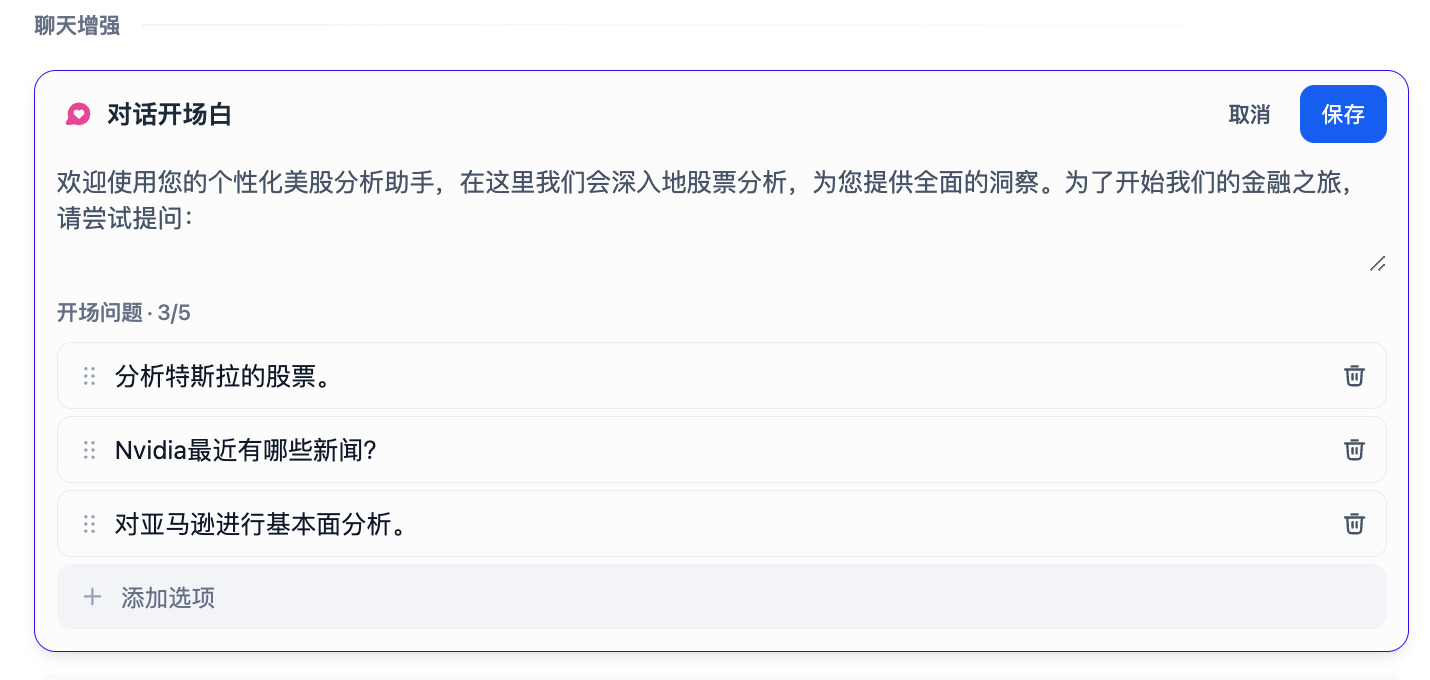 聊天增强
对话开场白
取消
保存
欢迎使用您的个性化美股分析助手，在这里我们会深入地股票分析，为您提供全面的洞察。为了开始我们的金融之旅，
请尝试提问：
开场问题 · 3/5
分析特斯拉的股票。
Nvidia最近有哪些新闻?
对亚马逊进行基本面分析。
添加选项